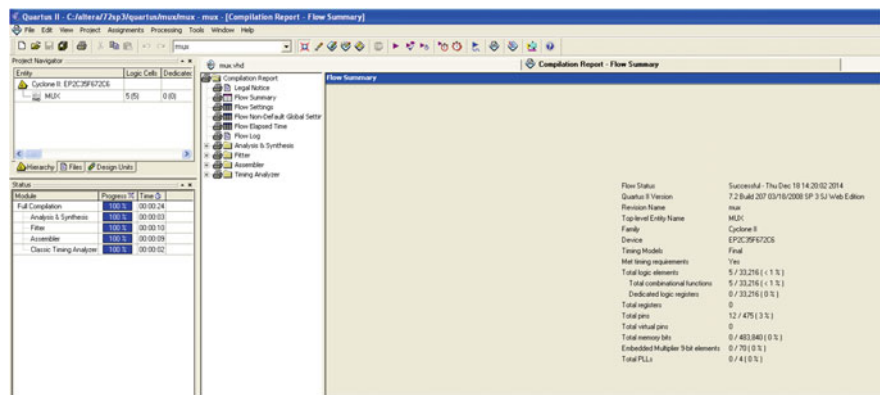 Quartus II - C:/altera/72sp3/quartus/mux/mux - mux - [Compilation Report - Flow Summary]
File Edit View Project Assignments Processing Tools Window Help
mux
Project Navigator
Entity Logic Cells Dedicated
Cyclone II: EP2C35F672C6
MUX 5 (5) 0 (0)
Hierarchy Files Design Units
Status
Module Progress % Time
Full Compilation 100 % 00:00:24
Analysis & Synthesis 100 % 00:00:03
Fitter 100 % 00:00:10
Assembler 100 % 00:00:09
Classic Timing Analyzer 100 % 00:00:02
mux.vhd
Compilation Report - Flow Summary
Compilation Report
Legal Notice
Flow Summary
Flow Settings
Flow Non-Default Global Settir
Flow Elapsed Time
Flow Log
Analysis & Synthesis
Fitter
Assembler
Timing Analyzer
Flow Summary
Flow Status Successful - Thu Dec 18 14:20:02 2014
Quartus II Version 7.2 Build 207 03/18/2008 SP 3 SJ Web Edition
Revision Name mux
Top-level Entity Name MUX
Family Cyclone II
Device EP2C35F672C6
Timing Models Final
Met timing requirements Yes
Total logic elements 5 / 33,216 ( < 1 % )
Total combinational functions 5 / 33,216 ( < 1 % )
Dedicated logic registers 0 / 33,216 ( 0 % )
Total registers 0
Total pins 12 / 475 ( 3 % )
Total virtual pins 0
Total memory bits 0 / 483,840 ( 0 % )
Embedded Multiplier 9-bit elements 0 / 70 ( 0 % )
Total PLLs 0 / 4 ( 0 % )